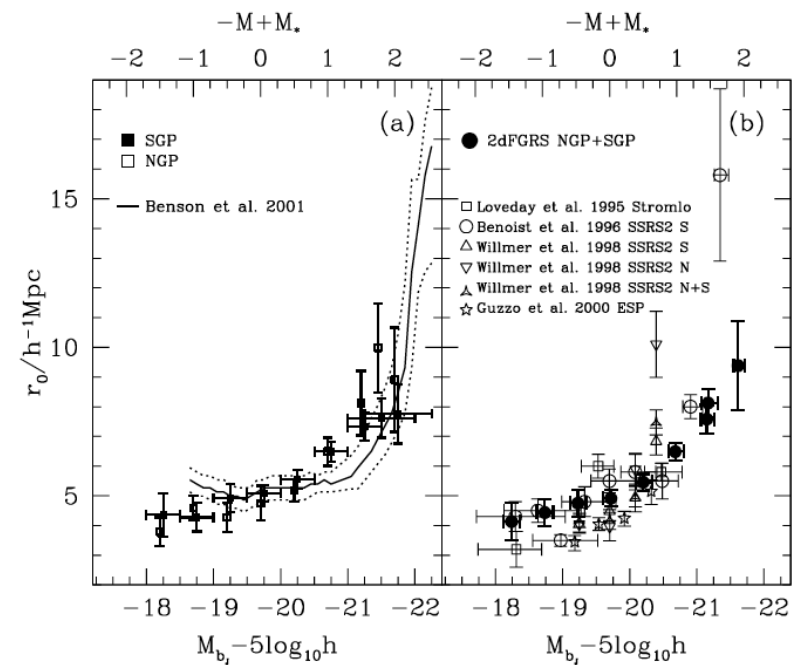 −M+M* −M+M*
−2 −1 0 1 2 −2 −1 0 1 2
(a) (b)
SGP
NGP
Benson et al. 2001
2dFGRS NGP+SGP
Loveday et al. 1995 Stromlo
Benoist et al. 1996 SSRS2 S
Willmer et al. 1998 SSRS2 S
Willmer et al. 1998 SSRS2 N
Willmer et al. 1998 SSRS2 N+S
Guzzo et al 2000 ESP
r₀/h⁻¹Mpc
15
10
5
−18 −19 −20 −21 −22 −18 −19 −20 −21 −22
M_bJ−5log₁₀h M_bJ−5log₁₀h